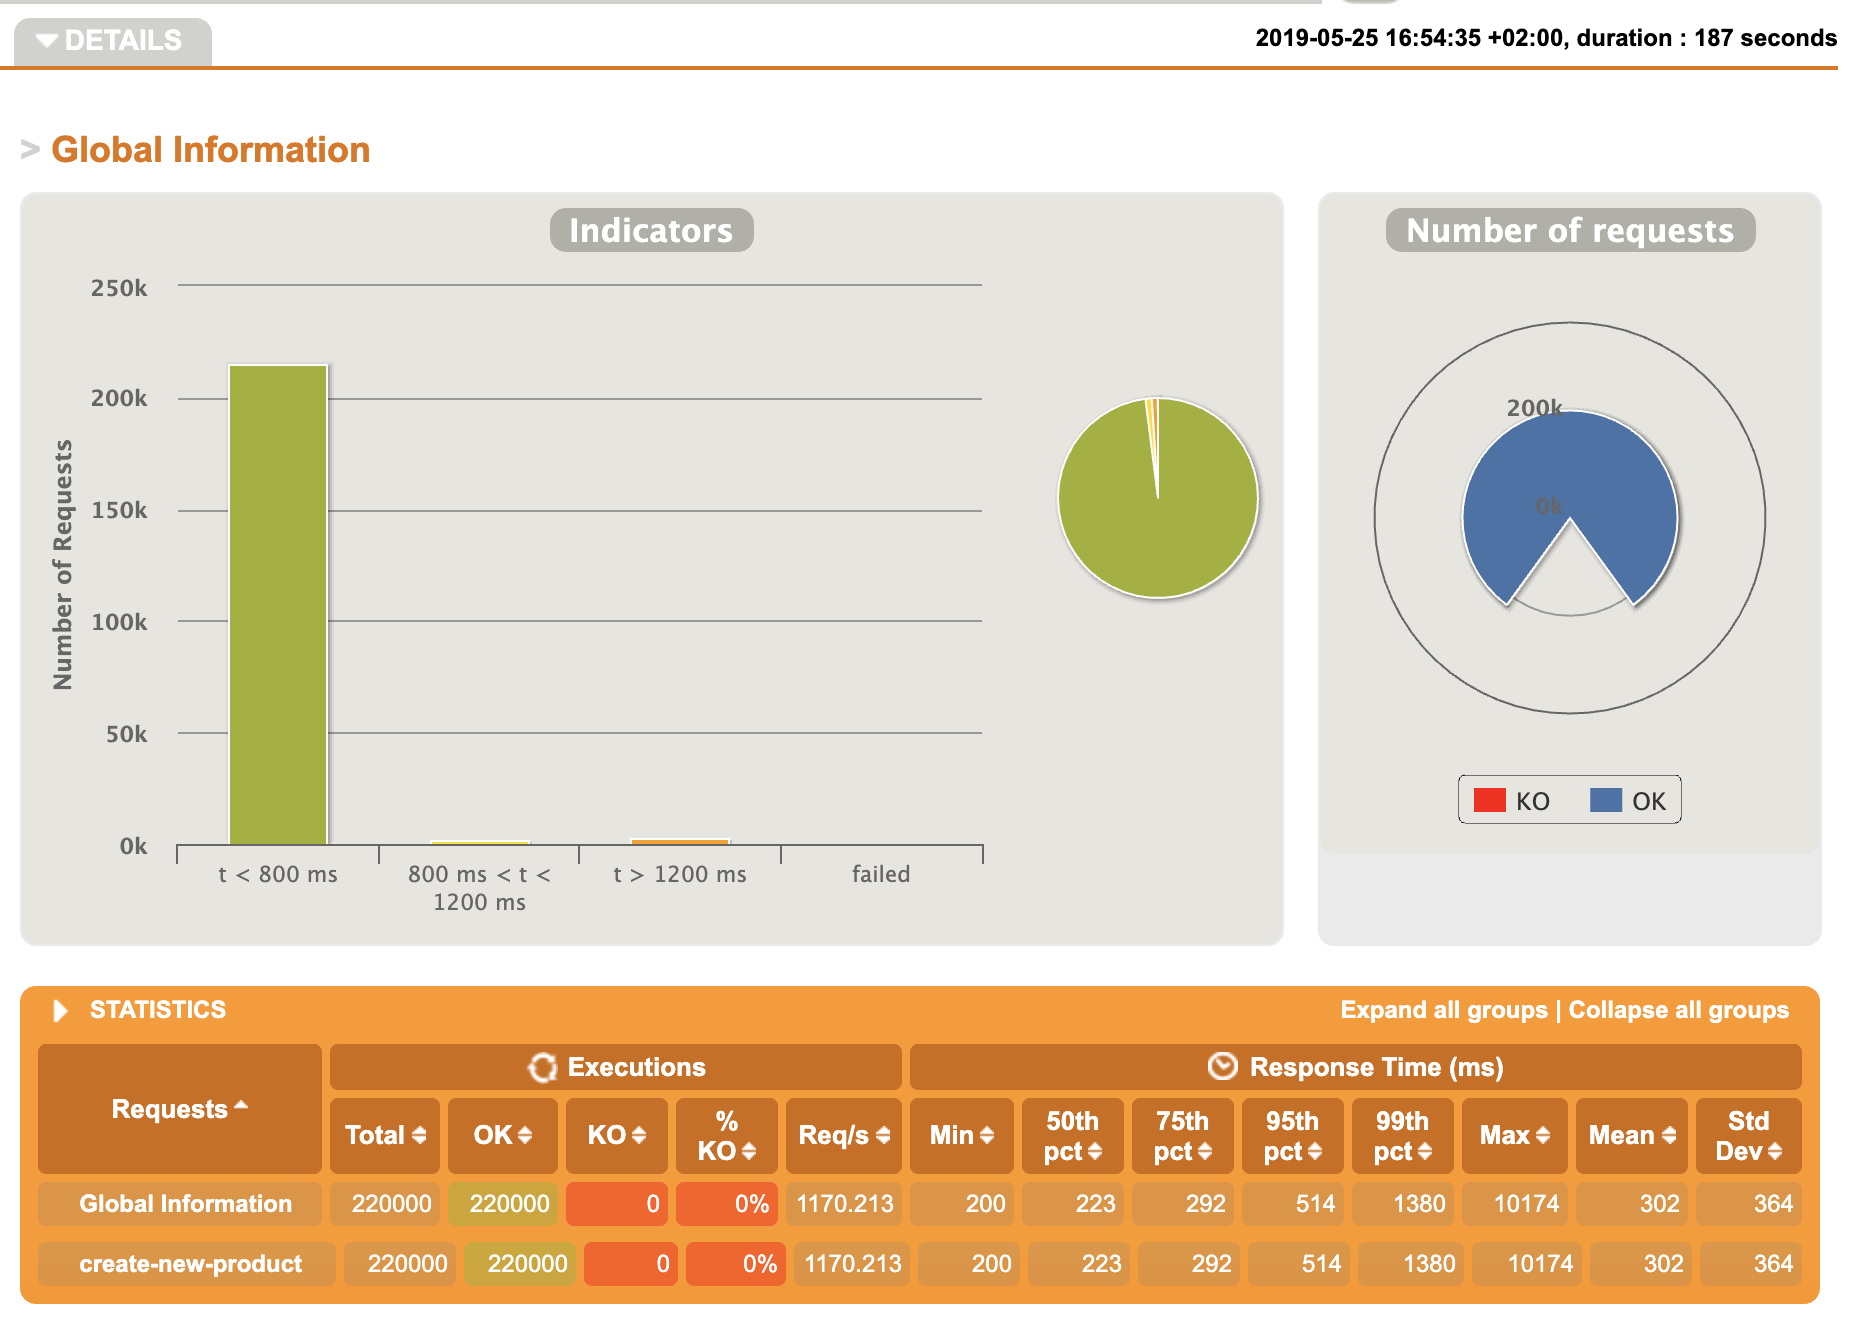 DETAILS
2019-05-25 16:54:35 +02:00, duration : 187 seconds
> Global Information
Indicators
250k
200k
150k
100k
50k
0k
Number of Requests
t < 800 ms
800 ms < t <
1200 ms
t > 1200 ms
failed
Number of requests
200k
0k
KO OK
STATISTICS
Expand all groups | Collapse all groups
Requests
Executions
Response Time (ms)
Total OK KO % KO Req/s Min 50th pct 75th pct 95th pct 99th pct Max Mean Std Dev
Global Information 220000 220000 0 0% 1170.213 200 223 292 514 1380 10174 302 364
create-new-product 220000 220000 0 0% 1170.213 200 223 292 514 1380 10174 302 364